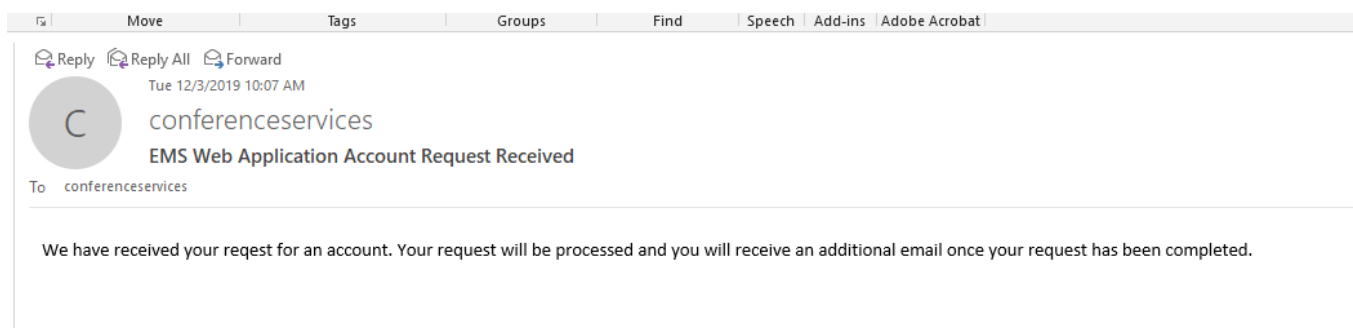 Move Tags Groups Find Speech Add-ins Adobe Acrobat
Reply Reply All Forward
Tue 12/3/2019 10:07 AM
C
conferenceservices
EMS Web Application Account Request Received
To conferenceservices
We have received your reqest for an account. Your request will be processed and you will receive an additional email once your request has been completed.